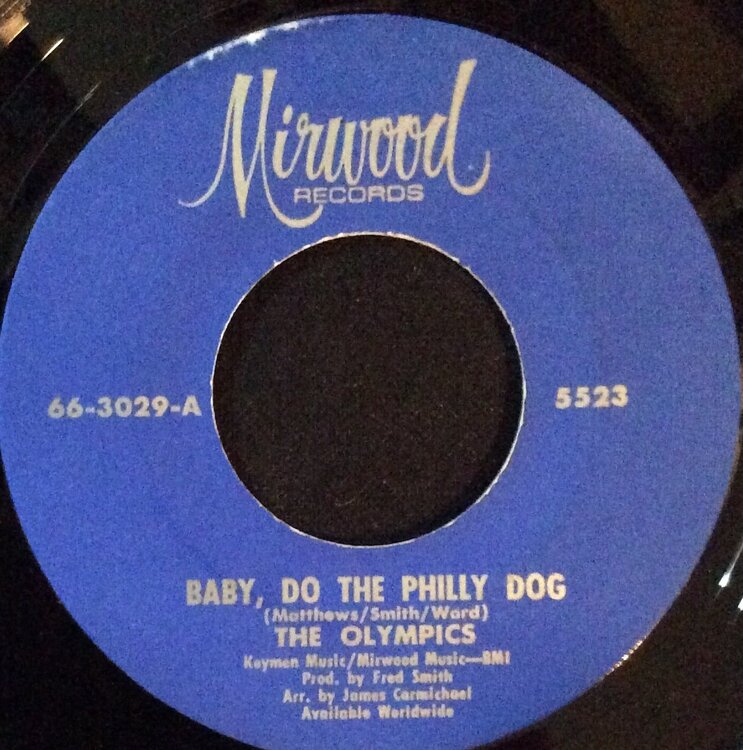 Mirwood
RECORDS
66-3029-A
5523
BABY, DO THE PHILLY DOG
(Matthews/Smith/Ward)
THE OLYMPICS
Keymen Music/Mirwood Music—BMI
Prod. by Fred Smith
Arr. by James Carmichael
Available Worldwide